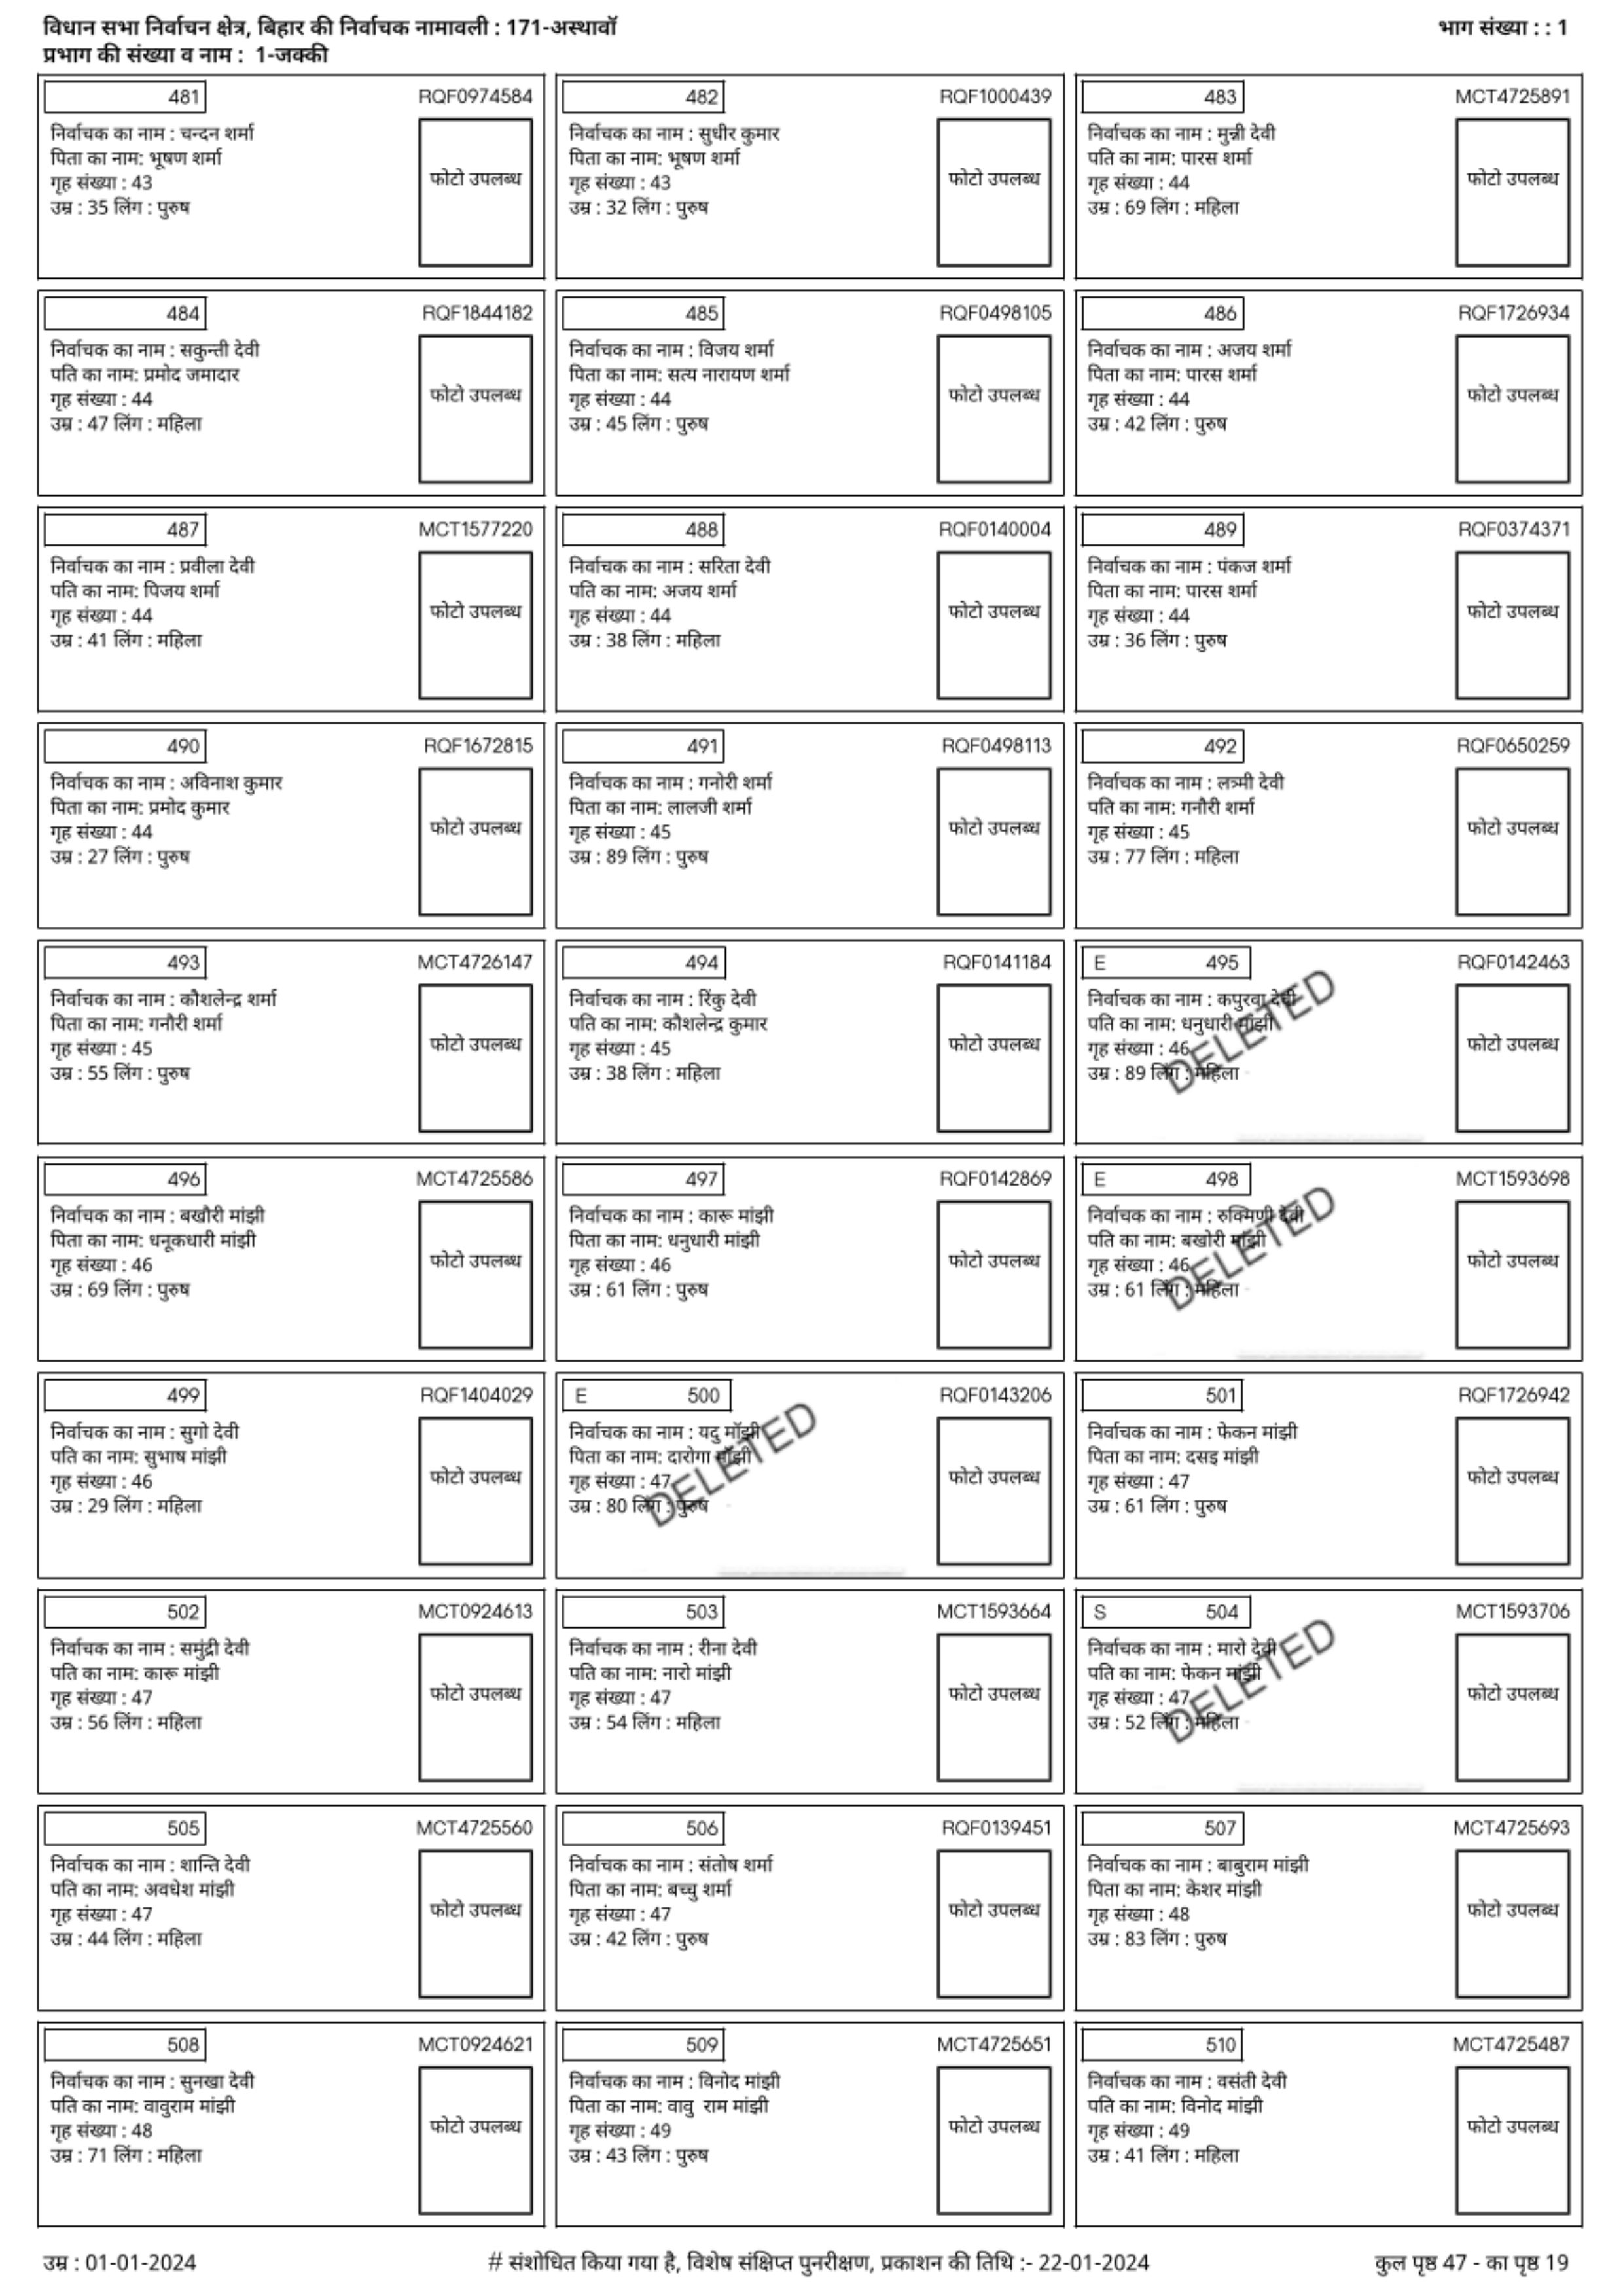 विधान सभा निर्वाचन क्षेत्र, बिहार की निर्वाचक नामावली : 171-अस्थावॉ
भाग संख्या : : 1
प्रभाग की संख्या व नाम : 1-जक्की
481 RQF0974584
निर्वाचक का नाम : चन्दन शर्मा
पिता का नाम: भूषण शर्मा
गृह संख्या : 43
उम्र : 35 लिंग : पुरुष
फोटो उपलब्ध
482 RQF1000439
निर्वाचक का नाम : सुधीर कुमार
पिता का नाम: भूषण शर्मा
गृह संख्या : 43
उम्र : 32 लिंग : पुरुष
फोटो उपलब्ध
483 MCT4725891
निर्वाचक का नाम : मुन्नी देवी
पति का नाम: पारस शर्मा
गृह संख्या : 44
उम्र : 69 लिंग : महिला
फोटो उपलब्ध
484 RQF1844182
निर्वाचक का नाम : सकुन्ती देवी
पति का नाम: प्रमोद जमादार
गृह संख्या : 44
उम्र : 47 लिंग : महिला
फोटो उपलब्ध
485 RQF0498105
निर्वाचक का नाम : विजय शर्मा
पिता का नाम: सत्य नारायण शर्मा
गृह संख्या : 44
उम्र : 45 लिंग : पुरुष
फोटो उपलब्ध
486 RQF1726934
निर्वाचक का नाम : अजय शर्मा
पिता का नाम: पारस शर्मा
गृह संख्या : 44
उम्र : 42 लिंग : पुरुष
फोटो उपलब्ध
487 MCT1577220
निर्वाचक का नाम : प्रवीला देवी
पति का नाम: पिजय शर्मा
गृह संख्या : 44
उम्र : 41 लिंग : महिला
फोटो उपलब्ध
488 RQF0140004
निर्वाचक का नाम : सरिता देवी
पति का नाम: अजय शर्मा
गृह संख्या : 44
उम्र : 38 लिंग : महिला
फोटो उपलब्ध
489 RQF0374371
निर्वाचक का नाम : पंकज शर्मा
पिता का नाम: पारस शर्मा
गृह संख्या : 44
उम्र : 36 लिंग : पुरुष
फोटो उपलब्ध
490 RQF1672815
निर्वाचक का नाम : अविनाश कुमार
पिता का नाम: प्रमोद कुमार
गृह संख्या : 44
उम्र : 27 लिंग : पुरुष
फोटो उपलब्ध
491 RQF0498113
निर्वाचक का नाम : गनोरी शर्मा
पिता का नाम: लालजी शर्मा
गृह संख्या : 45
उम्र : 89 लिंग : पुरुष
फोटो उपलब्ध
492 RQF0650259
निर्वाचक का नाम : लक्ष्मी देवी
पति का नाम: गनौरी शर्मा
गृह संख्या : 45
उम्र : 77 लिंग : महिला
फोटो उपलब्ध
493 MCT4726147
निर्वाचक का नाम : कौशलेन्द्र शर्मा
पिता का नाम: गनौरी शर्मा
गृह संख्या : 45
उम्र : 55 लिंग : पुरुष
फोटो उपलब्ध
494 RQF0141184
निर्वाचक का नाम : रिंकु देवी
पति का नाम: कौशलेन्द्र कुमार
गृह संख्या : 45
उम्र : 38 लिंग : महिला
फोटो उपलब्ध
E 495 RQF0142463
निर्वाचक का नाम : कपुरवा देवी
पति का नाम: धनुधारी मांझी
गृह संख्या : 46
उम्र : 89 लिंग : महिला
फोटो उपलब्ध
DELETED
496 MCT4725586
निर्वाचक का नाम : बखौरी मांझी
पिता का नाम: धनूकधारी मांझी
गृह संख्या : 46
उम्र : 69 लिंग : पुरुष
फोटो उपलब्ध
497 RQF0142869
निर्वाचक का नाम : कारू मांझी
पिता का नाम: धनुधारी मांझी
गृह संख्या : 46
उम्र : 61 लिंग : पुरुष
फोटो उपलब्ध
E 498 MCT1593698
निर्वाचक का नाम : रुक्मिणी देवी
पति का नाम: बखोरी मांझी
गृह संख्या : 46
उम्र : 61 लिंग : महिला
फोटो उपलब्ध
DELETED
499 RQF1404029
निर्वाचक का नाम : सुगो देवी
पति का नाम: सुभाष मांझी
गृह संख्या : 46
उम्र : 29 लिंग : महिला
फोटो उपलब्ध
E 500 RQF0143206
निर्वाचक का नाम : यदु मॉझी
पिता का नाम: दारोगा मॉझी
गृह संख्या : 47
उम्र : 80 लिंग : पुरुष
फोटो उपलब्ध
DELETED
501 RQF1726942
निर्वाचक का नाम : फेकन मांझी
पिता का नाम: दसइ मांझी
गृह संख्या : 47
उम्र : 61 लिंग : पुरुष
फोटो उपलब्ध
502 MCT0924613
निर्वाचक का नाम : समुंद्री देवी
पति का नाम: कारू मांझी
गृह संख्या : 47
उम्र : 56 लिंग : महिला
फोटो उपलब्ध
503 MCT1593664
निर्वाचक का नाम : रीना देवी
पति का नाम: नारो मांझी
गृह संख्या : 47
उम्र : 54 लिंग : महिला
फोटो उपलब्ध
S 504 MCT1593706
निर्वाचक का नाम : मारो देवी
पति का नाम: फेकन मांझी
गृह संख्या : 47
उम्र : 52 लिंग : महिला
फोटो उपलब्ध
DELETED
505 MCT4725560
निर्वाचक का नाम : शान्ति देवी
पति का नाम: अवधेश मांझी
गृह संख्या : 47
उम्र : 44 लिंग : महिला
फोटो उपलब्ध
506 RQF0139451
निर्वाचक का नाम : संतोष शर्मा
पिता का नाम: बच्चु शर्मा
गृह संख्या : 47
उम्र : 42 लिंग : पुरुष
फोटो उपलब्ध
507 MCT4725693
निर्वाचक का नाम : बाबुराम मांझी
पिता का नाम: केशर मांझी
गृह संख्या : 48
उम्र : 83 लिंग : पुरुष
फोटो उपलब्ध
508 MCT0924621
निर्वाचक का नाम : सुनखा देवी
पति का नाम: वावुराम मांझी
गृह संख्या : 48
उम्र : 71 लिंग : महिला
फोटो उपलब्ध
509 MCT4725651
निर्वाचक का नाम : विनोद मांझी
पिता का नाम: वावु राम मांझी
गृह संख्या : 49
उम्र : 43 लिंग : पुरुष
फोटो उपलब्ध
510 MCT4725487
निर्वाचक का नाम : वसंती देवी
पति का नाम: विनोद मांझी
गृह संख्या : 49
उम्र : 41 लिंग : महिला
फोटो उपलब्ध
उम्र : 01-01-2024
# संशोधित किया गया है, विशेष संक्षिप्त पुनरीक्षण, प्रकाशन की तिथि :- 22-01-2024
कुल पृष्ठ 47 - का पृष्ठ 19